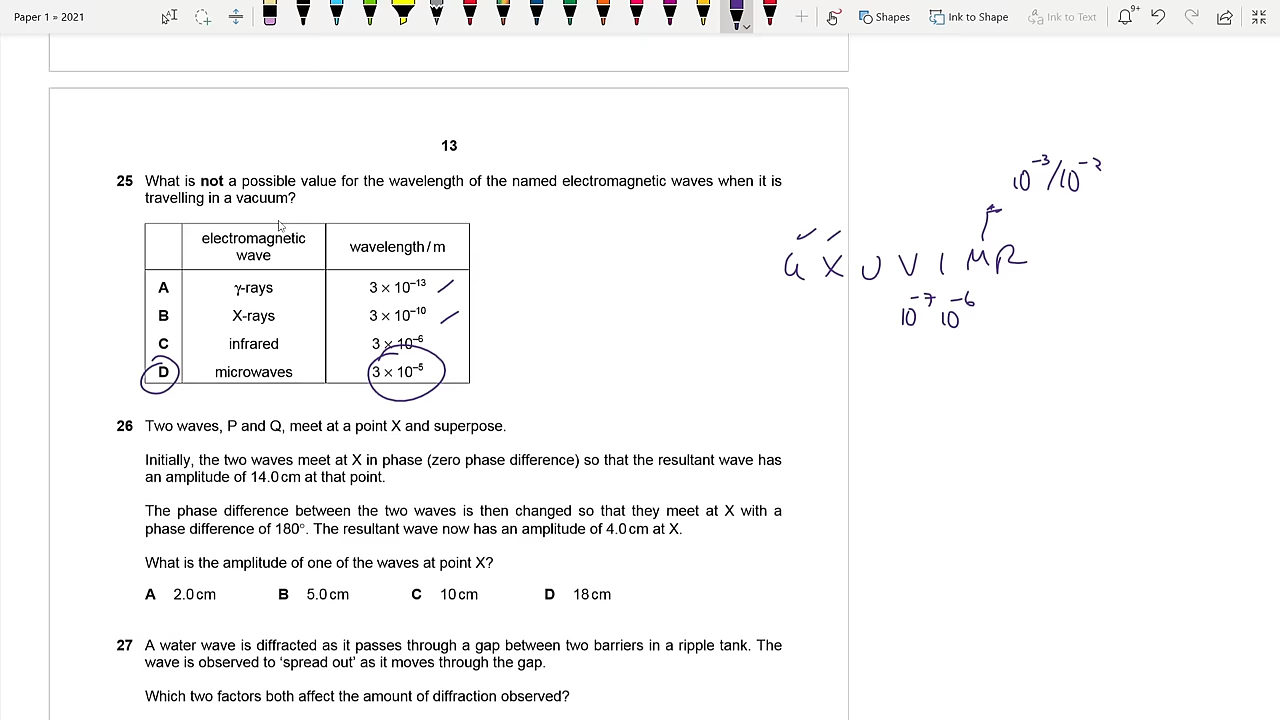 Paper 1 » 2021
Shapes
Ink to Shape
Ink to Text
9+
13
25 What is not a possible value for the wavelength of the named electromagnetic waves when it is
travelling in a vacuum?
electromagnetic wave wavelength / m
A γ-rays 3 × 10⁻¹³
B X-rays 3 × 10⁻¹⁰
C infrared 3 × 10⁻⁶
D microwaves 3 × 10⁻⁵
10⁻³/10⁻²
G X U V I M R
10⁻⁷ 10⁻⁶
26 Two waves, P and Q, meet at a point X and superpose.
Initially, the two waves meet at X in phase (zero phase difference) so that the resultant wave has
an amplitude of 14.0 cm at that point.
The phase difference between the two waves is then changed so that they meet at X with a
phase difference of 180°. The resultant wave now has an amplitude of 4.0 cm at X.
What is the amplitude of one of the waves at point X?
A 2.0 cm B 5.0 cm C 10 cm D 18 cm
27 A water wave is diffracted as it passes through a gap between two barriers in a ripple tank. The
wave is observed to ‘spread out’ as it moves through the gap.
Which two factors both affect the amount of diffraction observed?